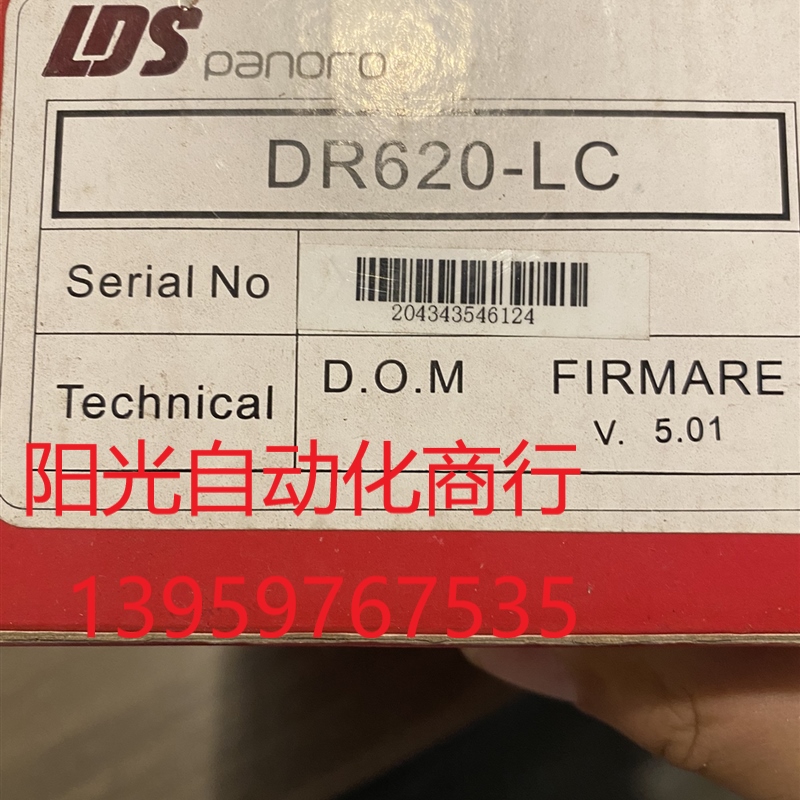 LDS panoro
DR620-LC
Serial No
204343546124
Technical
D.O.M FIRMARE
V. 5.01
阳光自动化商行
13959767535